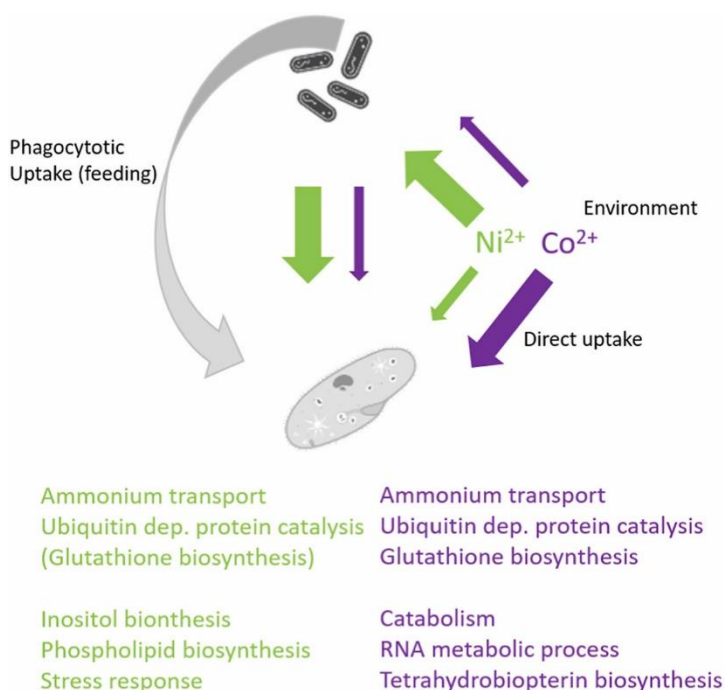 Phagocytotic
Uptake (feeding)
Environment
Ni2+ Co2+
Direct uptake
Ammonium transport
Ubiquitin dep. protein catalysis
(Glutathione biosynthesis)
Inositol bionthesis
Phospholipid biosynthesis
Stress response
Ammonium transport
Ubiquitin dep. protein catalysis
Glutathione biosynthesis
Catabolism
RNA metabolic process
Tetrahydrobiopterin biosynthesis